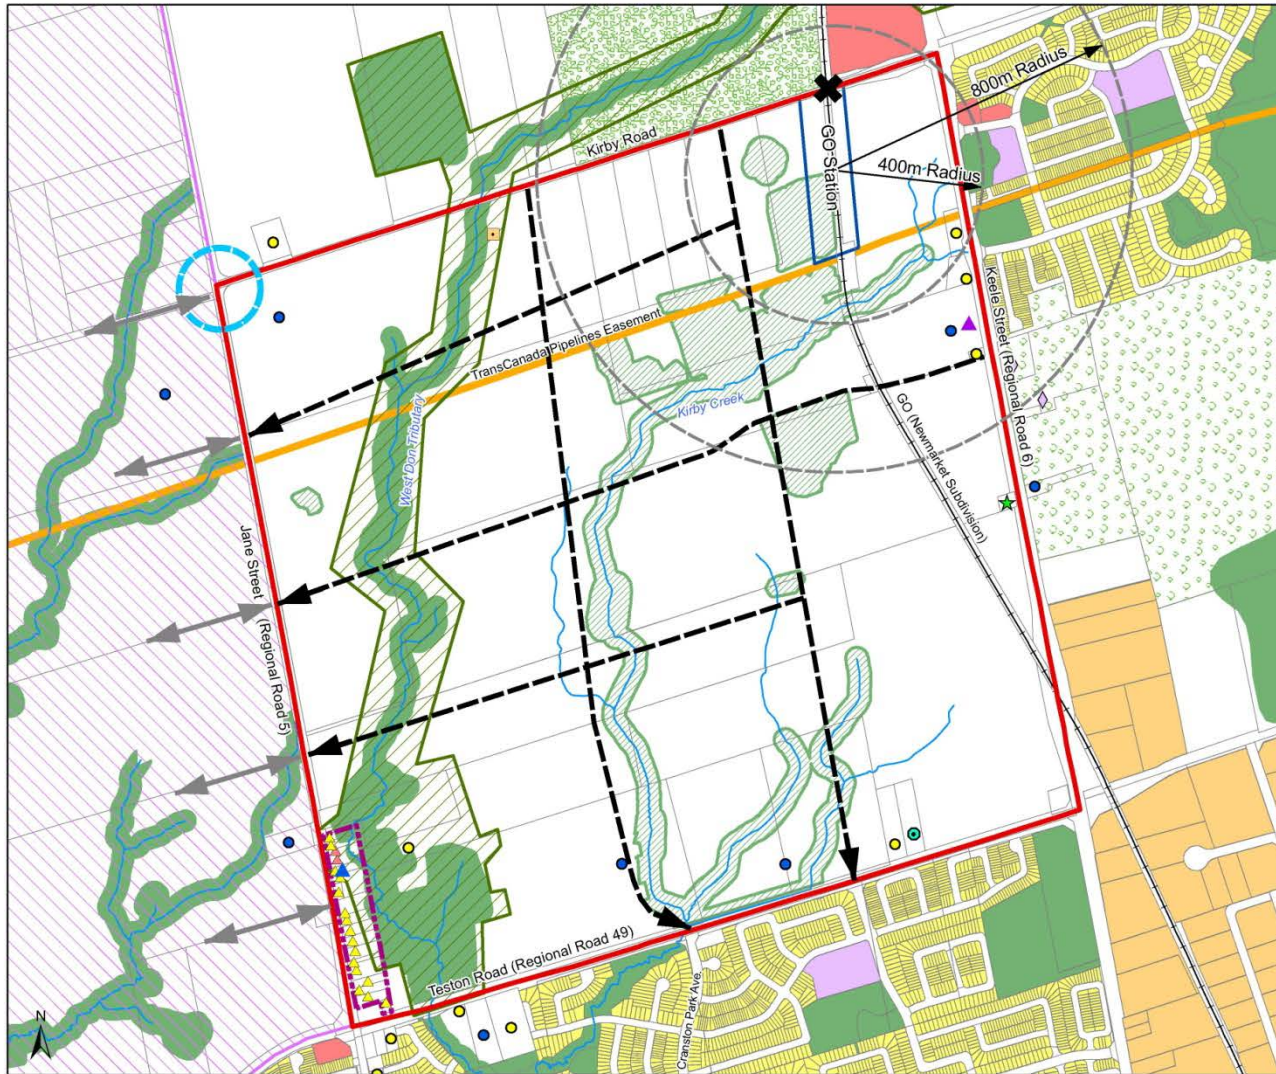 800m Radius
Kirby Road
GO Station
400m Radius
Keele Street (Regional Road 6)
TransCanada Pipelines Easement
West Don Tributary
Kirby Creek
GO (Newmarket Subdivision)
Jane Street (Regional Road 5)
Teston Road (Regional Road 49)
Cranston Park Ave.
N